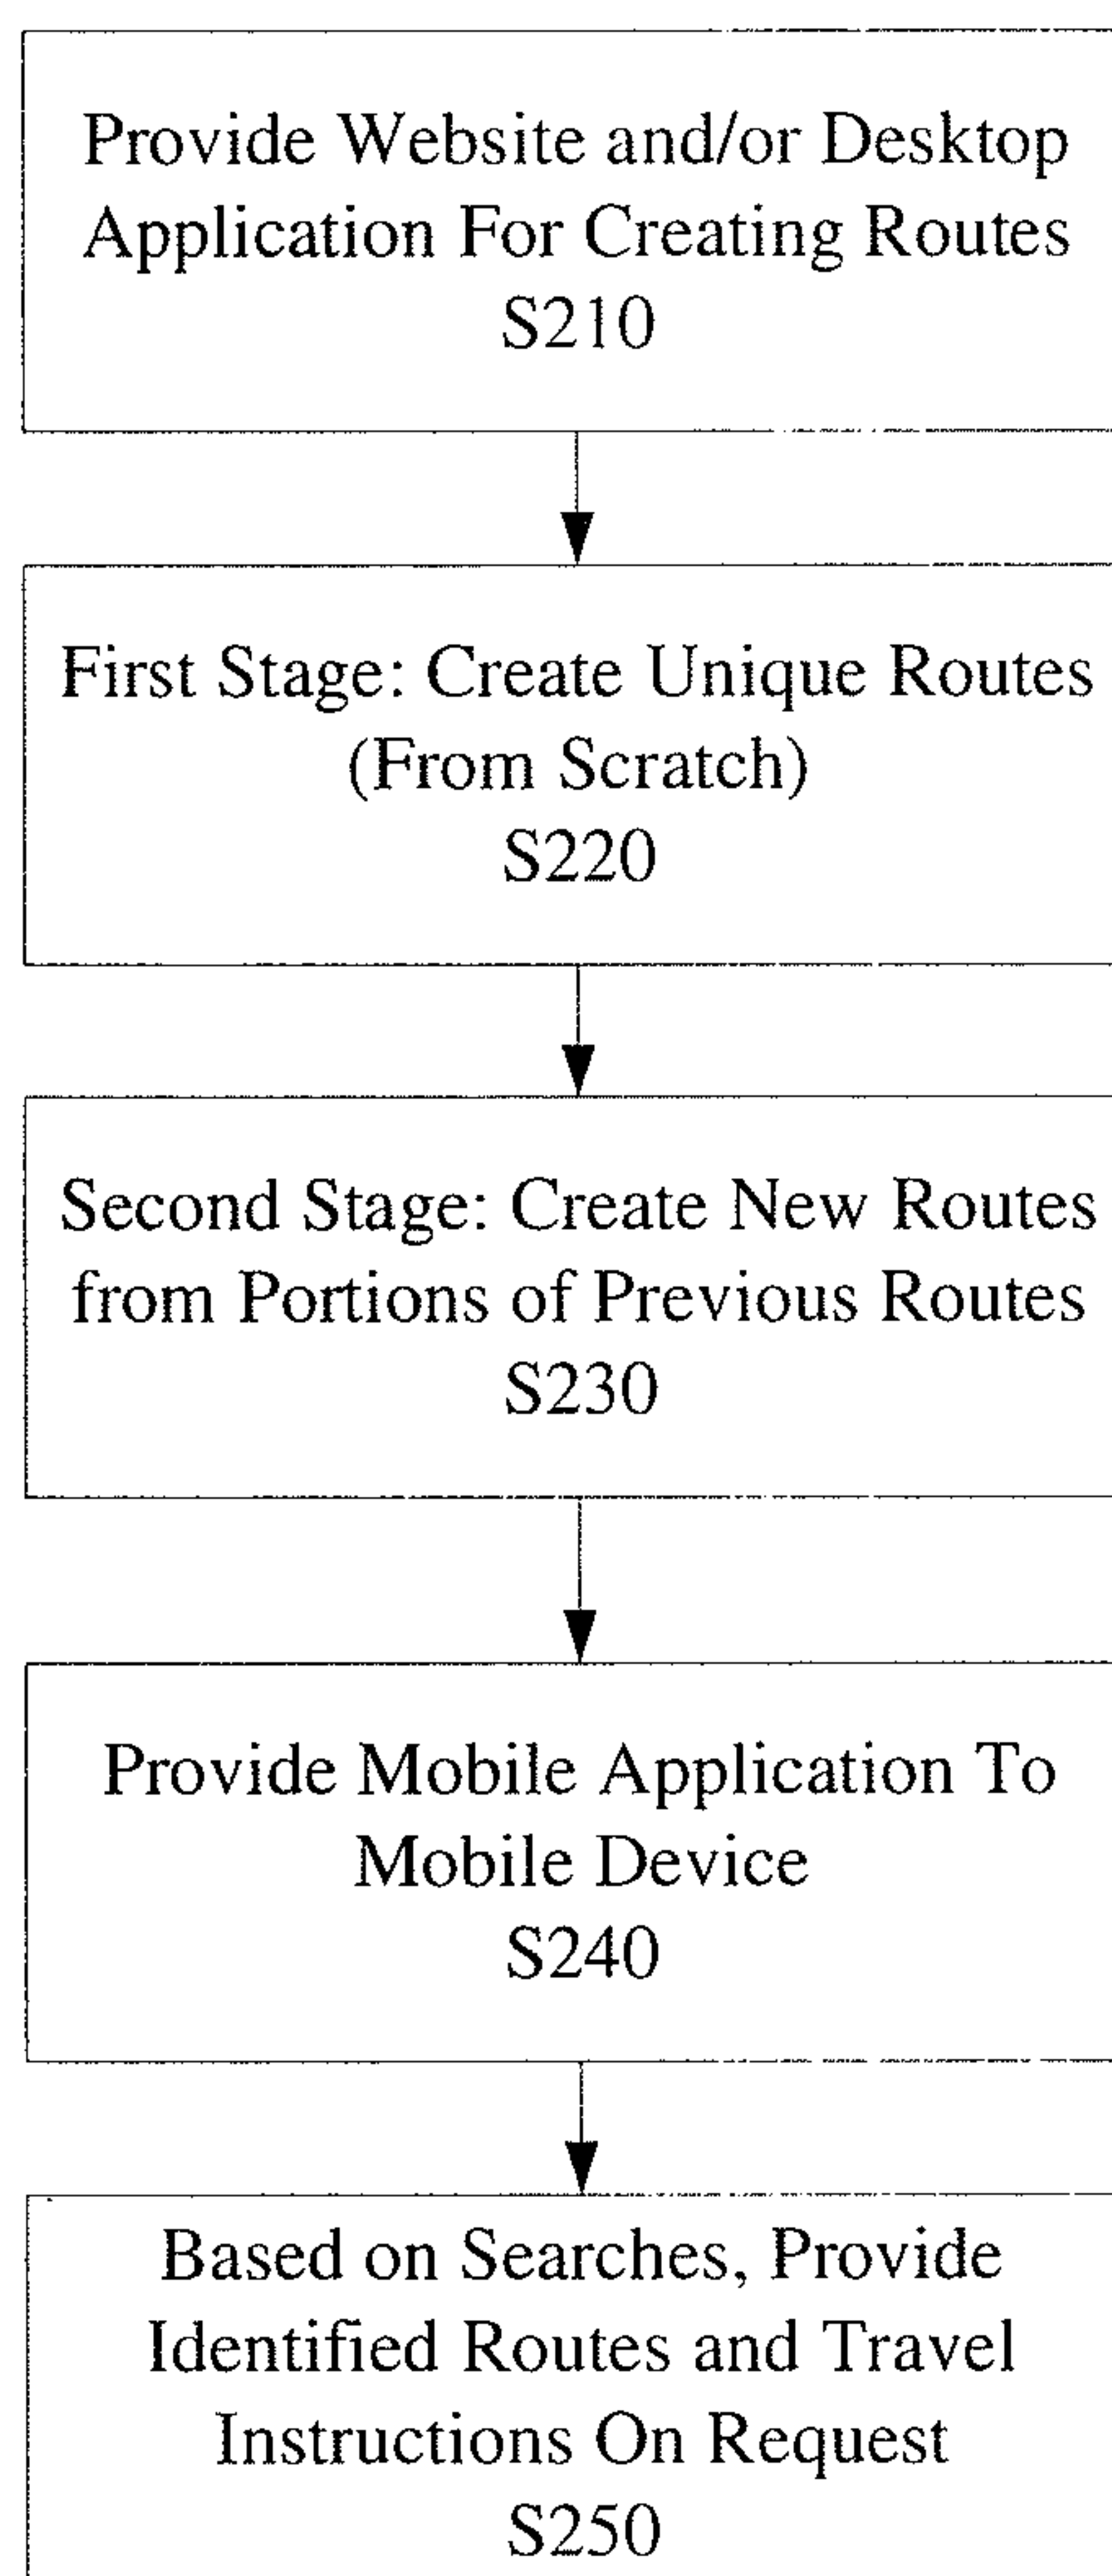 Provide Website and/or Desktop
Application For Creating Routes
S210
First Stage: Create Unique Routes
(From Scratch)
S220
Second Stage: Create New Routes
from Portions of Previous Routes
S230
Provide Mobile Application To
Mobile Device
S240
Based on Searches, Provide
Identified Routes and Travel
Instructions On Request
S250